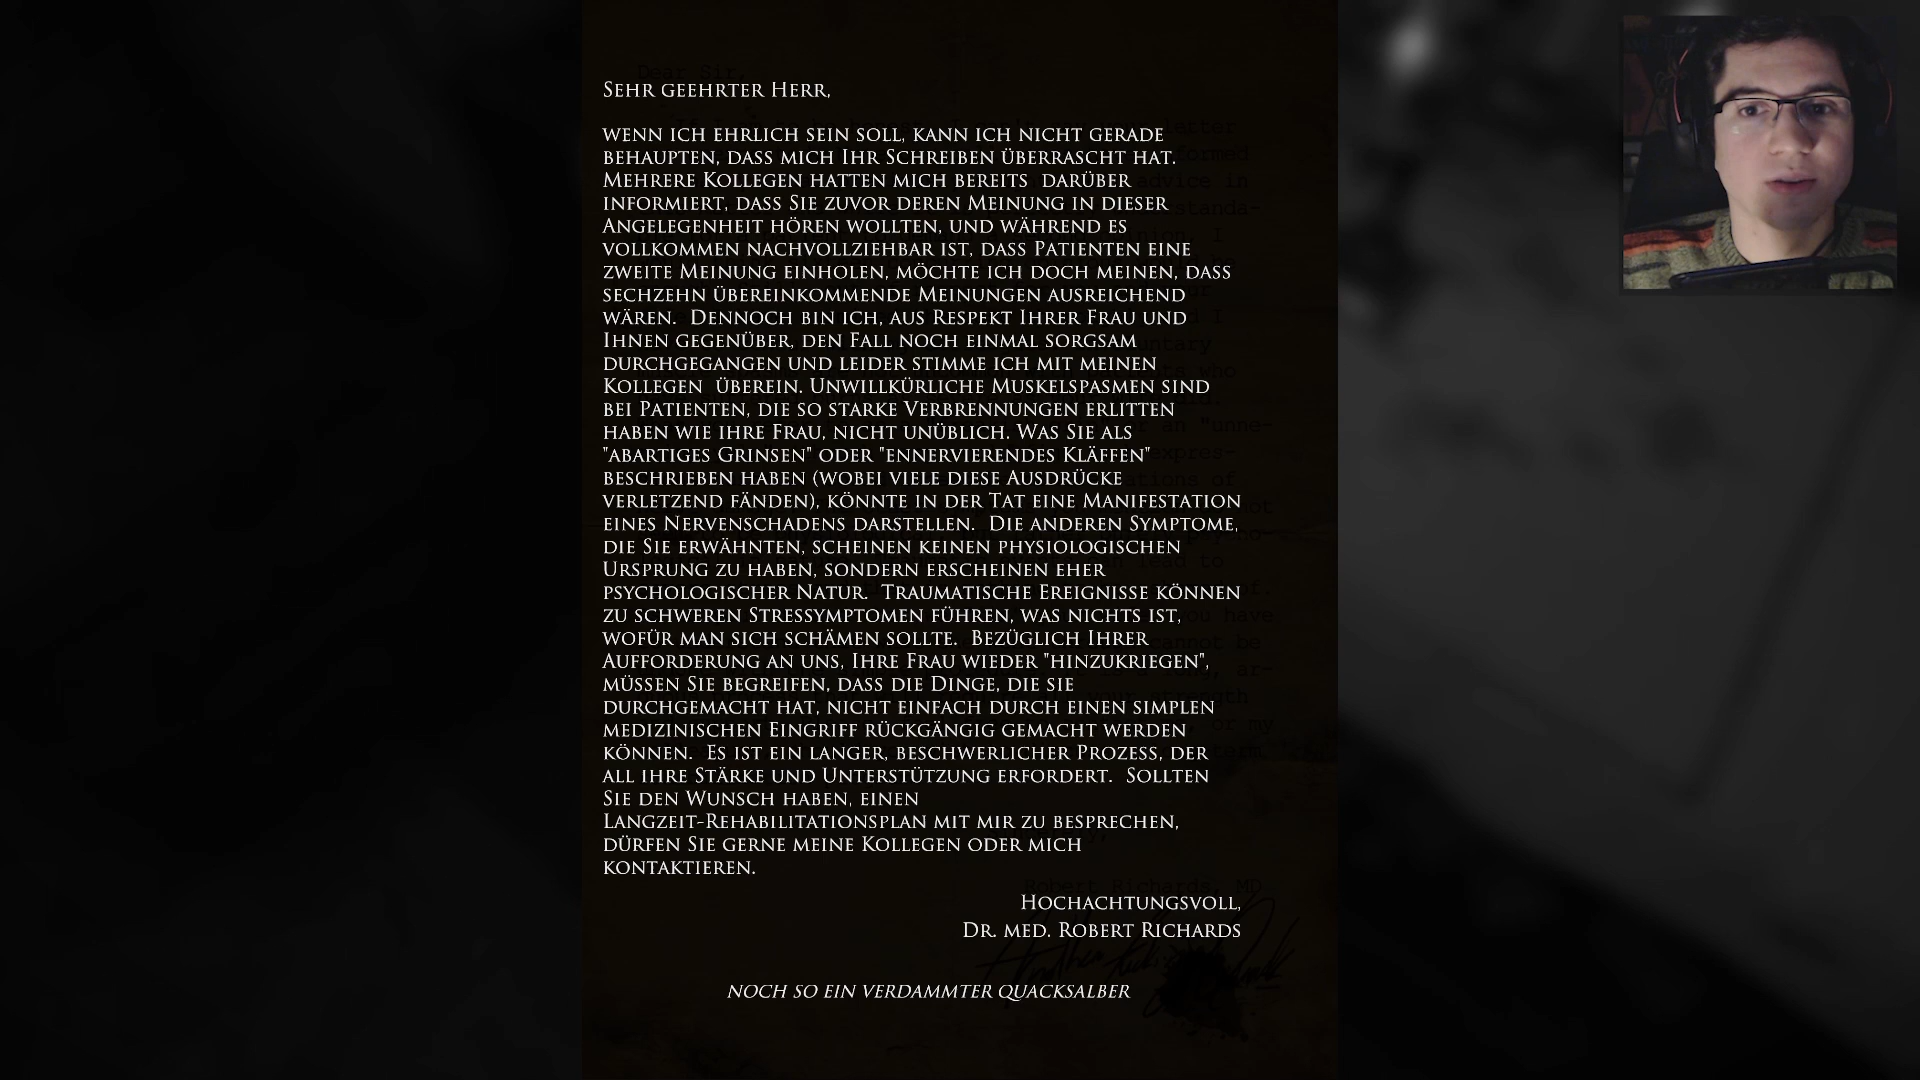 Sehr geehrter Herr,
wenn ich ehrlich sein soll, kann ich nicht gerade
behaupten, dass mich Ihr Schreiben überrascht hat.
Mehrere Kollegen hatten mich bereits darüber
informiert, dass Sie zuvor deren Meinung in dieser
Angelegenheit hören wollten, und während es
vollkommen nachvollziehbar ist, dass Patienten eine
zweite Meinung einholen, möchte ich doch meinen, dass
sechzehn übereinkommende Meinungen ausreichend
wären. Dennoch bin ich, aus Respekt Ihrer Frau und
Ihnen gegenüber, den Fall noch einmal sorgsam
durchgegangen und leider stimme ich mit meinen
Kollegen überein. Unwillkürliche Muskelspasmen sind
bei Patienten, die so starke Verbrennungen erlitten
haben wie ihre Frau, nicht unüblich. Was Sie als
"abartiges Grinsen" oder "ennervierendes Kläffen"
beschrieben haben (wobei viele diese Ausdrücke
verletzend fänden), könnte in der Tat eine Manifestation
eines Nervenschadens darstellen. Die anderen Symptome,
die Sie erwähnten, scheinen keinen physiologischen
Ursprung zu haben, sondern erscheinen eher
psychologischer Natur. Traumatische Ereignisse können
zu schweren Stressymptomen führen, was nichts ist,
wofür man sich schämen sollte. Bezüglich Ihrer
Aufforderung an uns, Ihre Frau wieder "hinzukriegen",
müssen Sie begreifen, dass die Dinge, die sie
durchgemacht hat, nicht einfach durch einen simplen
medizinischen Eingriff rückgängig gemacht werden
können. Es ist ein langer, beschwerlicher Prozess, der
all ihre Stärke und Unterstützung erfordert. Sollten
Sie den Wunsch haben, einen
Langzeit-Rehabilitationsplan mit mir zu besprechen,
dürfen Sie gerne meine Kollegen oder mich
kontaktieren.
Hochachtungsvoll,
Dr. med. Robert Richards
noch so ein verdammter Quacksalber